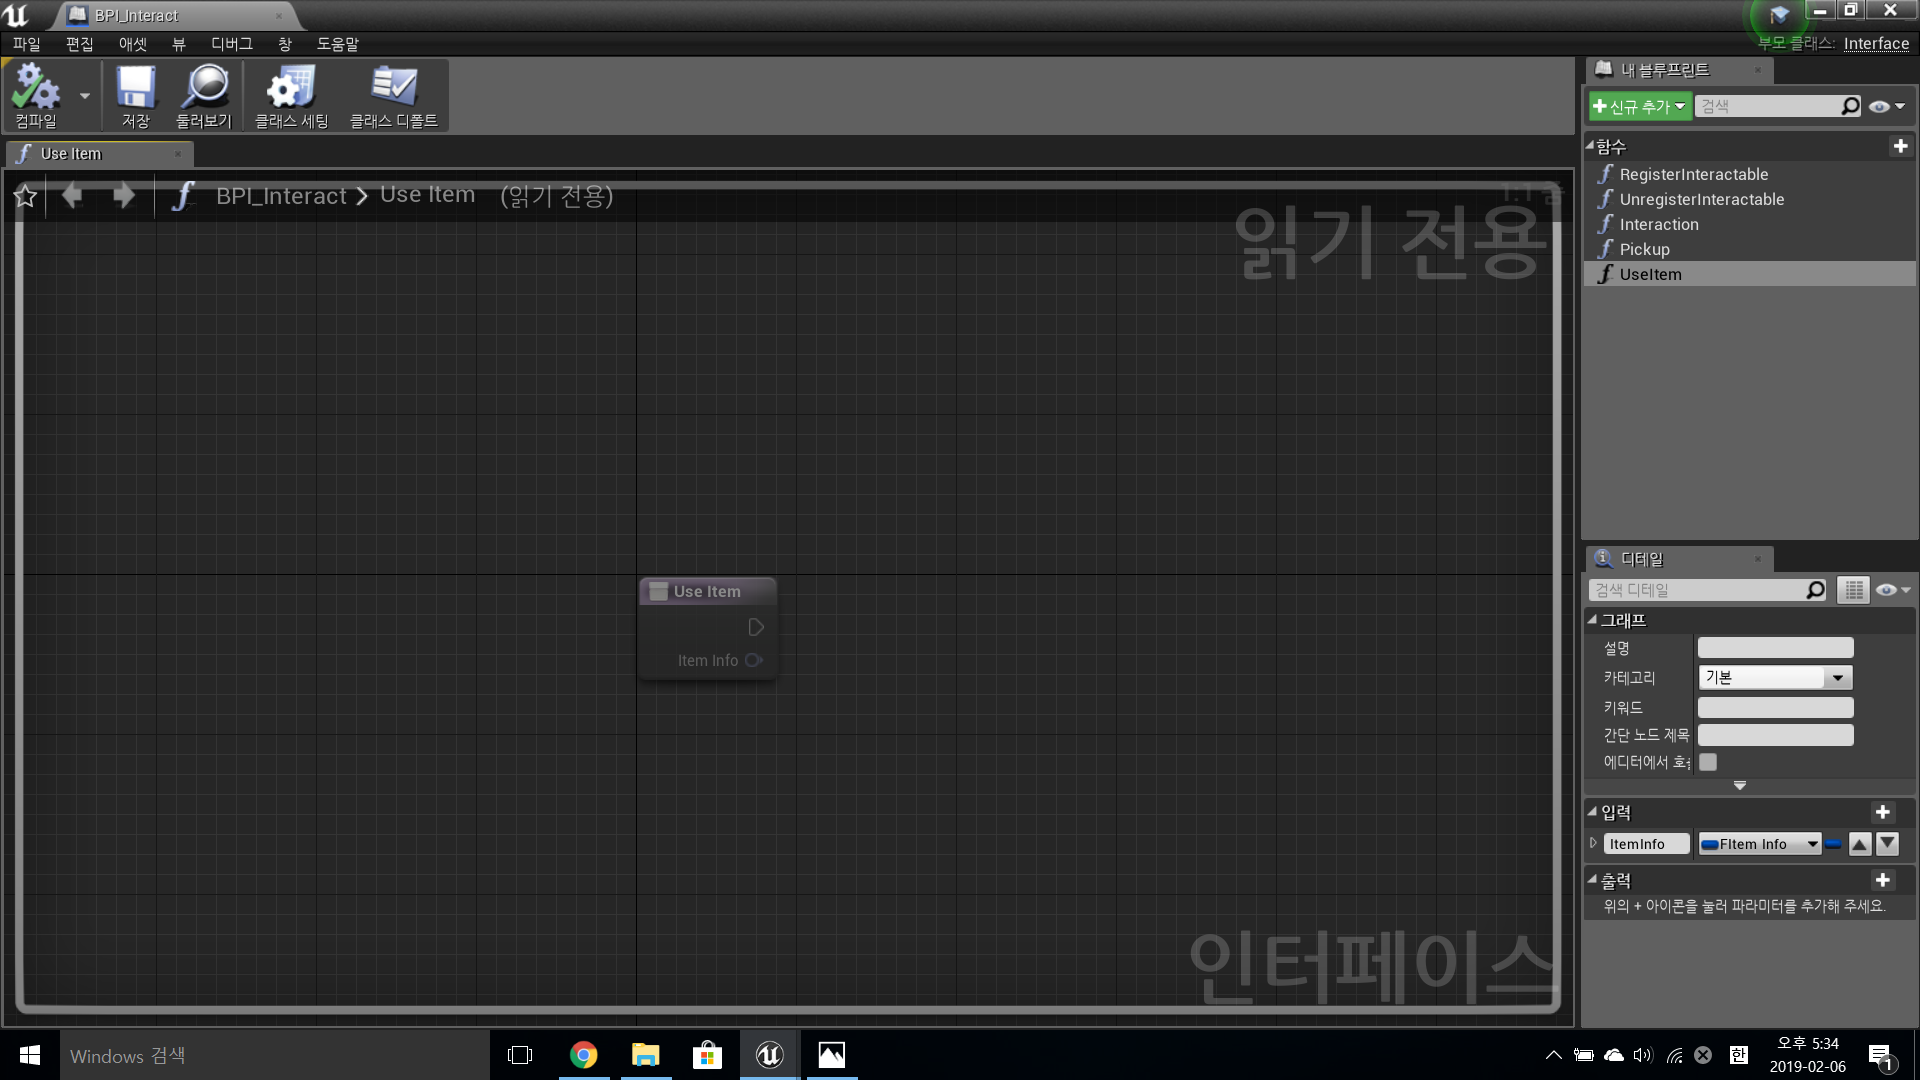 BPI_Interact
파일 편집 애셋 뷰 디버그 창 도움말
부모 클래스: Interface
컴파일 저장 둘러보기 클래스 세팅 클래스 디폴트
Use Item
BPI_Interact > Use Item (읽기 전용)
1:1 줌
읽기 전용
Use Item
Item Info
인터페이스
내 블루프린트
+ 신규 추가 검색
함수
RegisterInteractable
UnregisterInteractable
Interaction
Pickup
UseItem
디테일
검색 디테일
그래프
설명
카테고리 기본
키워드
간단 노드 제목
에디터에서
입력
ItemInfo FItem Info
출력
위의 + 아이콘을 눌러 파라미터를 추가해 주세요.
Windows 검색
한
오후 5:34
2019-02-06
1